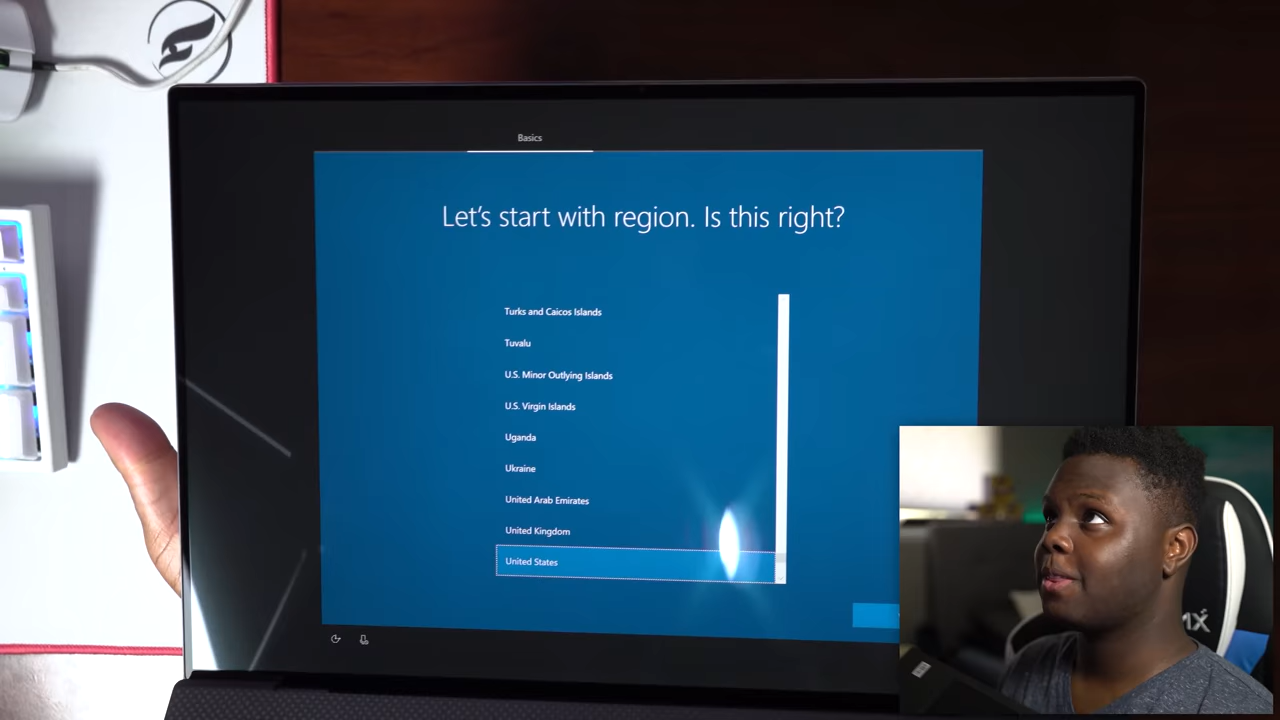 Basics
Let's start with region. Is this right?
Turks and Caicos Islands
Tuvalu
U.S. Minor Outlying Islands
U.S. Virgin Islands
Uganda
Ukraine
United Arab Emirates
United Kingdom
United States